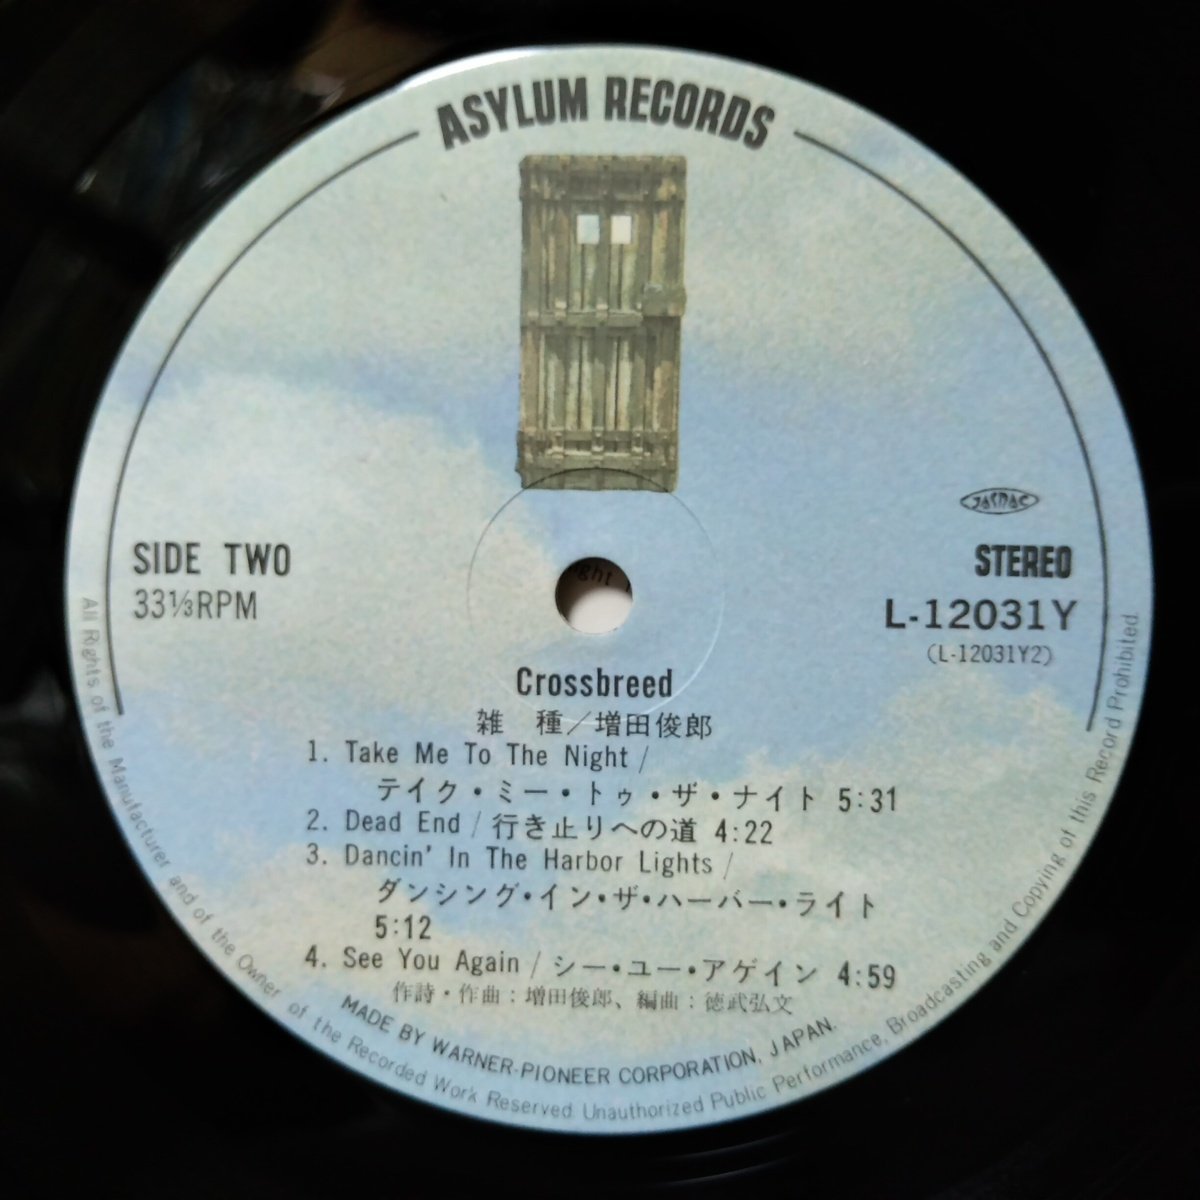 ASYLUM RECORDS
JASRAC
SIDE TWO
33⅓RPM
STEREO
L-12031Y
(L-12031Y2)
ght
Crossbreed
雑 種／増田俊郎
1. Take Me To The Night /
テイク・ミー・トゥ・ザ・ナイト 5:31
2. Dead End / 行き止りへの道 4:22
3. Dancin' In The Harbor Lights /
ダンシング・イン・ザ・ハーバー・ライト
5:12
4. See You Again / シー・ユー・アゲイン 4:59
作詩・作曲：増田俊郎、編曲：徳武弘文
MADE BY WARNER-PIONEER CORPORATION, JAPAN.
All Rights of the Manufacturer and of the Owner of the Recorded Work Reserved. Unauthorized Public Performance, Broadcasting and Copying of this Record Prohibited.